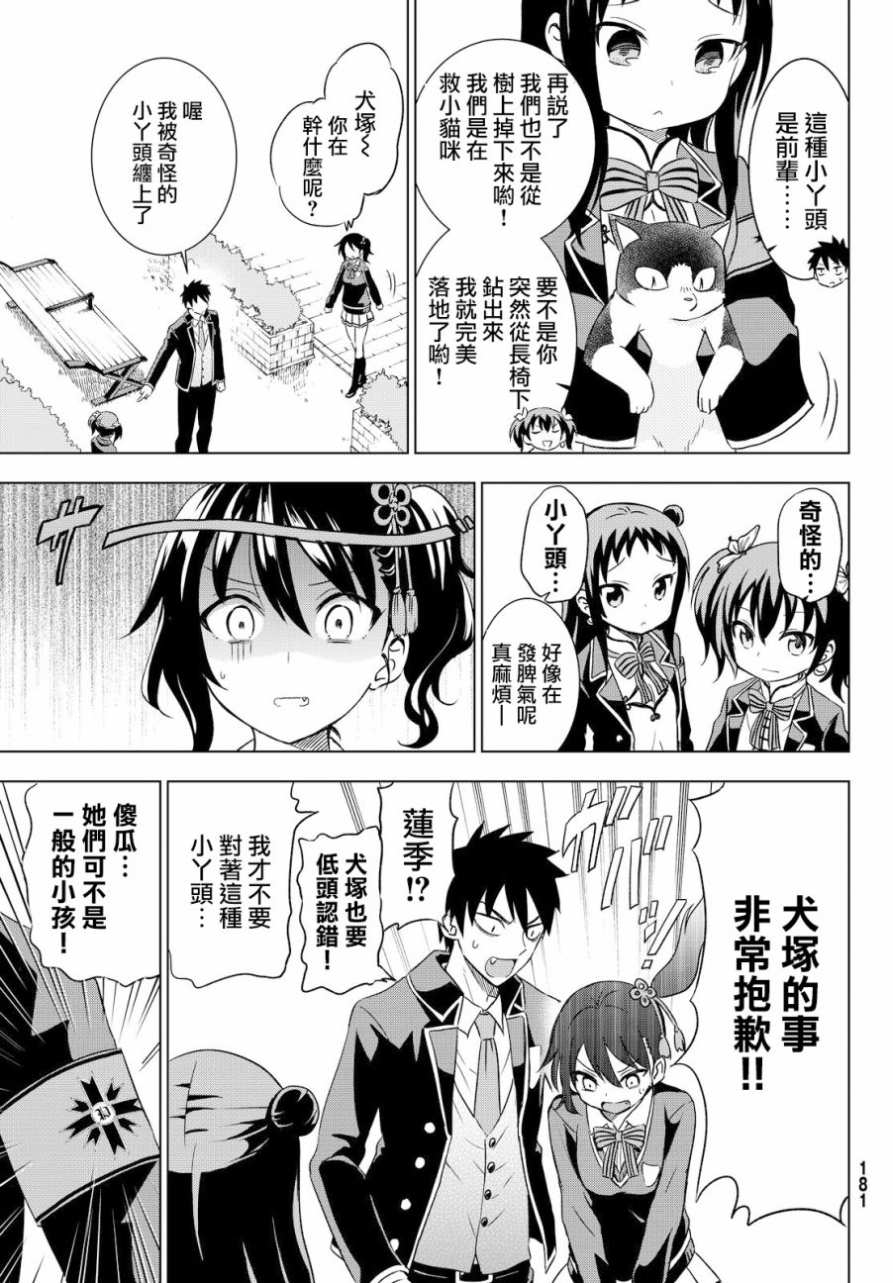 這種小丫頭
是前輩……
再說了
我們也不是從
樹上掉下來喲！
我們是在
救小貓咪
要不是你
突然從長椅下
鉆出來
我就完美
落地了喲！
犬塚～
你在
幹什麼呢？
喔
我被奇怪的
小丫頭纏上了
奇怪的…
小丫頭…
好像在
發脾氣呢
真麻煩ー
サッ
犬塚的事
非常抱歉!!
蓮季!?
犬塚也要
低頭認錯！
我才不要
對著這種
小丫頭…
傻瓜…
她們可不是
一般的小孩！
181